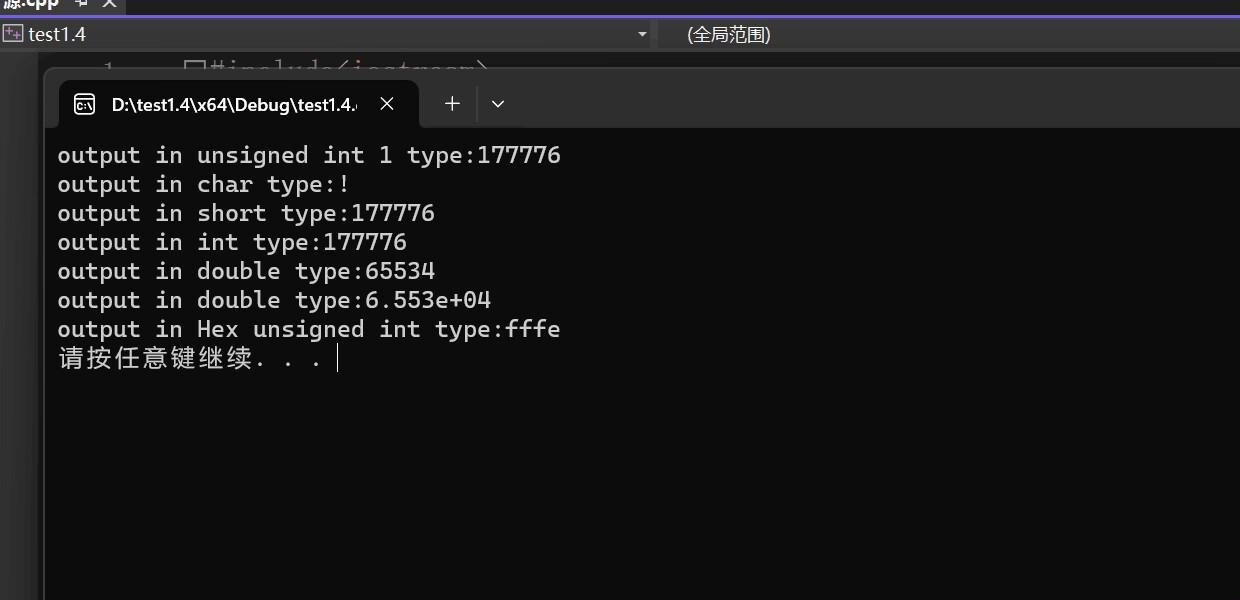 源.cpp
test1.4
(全局范围)
1 #include<iostream>
D:\test1.4\x64\Debug\test1.4.
output in unsigned int 1 type:177776
output in char type:!
output in short type:177776
output in int type:177776
output in double type:65534
output in double type:6.553e+04
output in Hex unsigned int type:fffe
请按任意键继续. . .